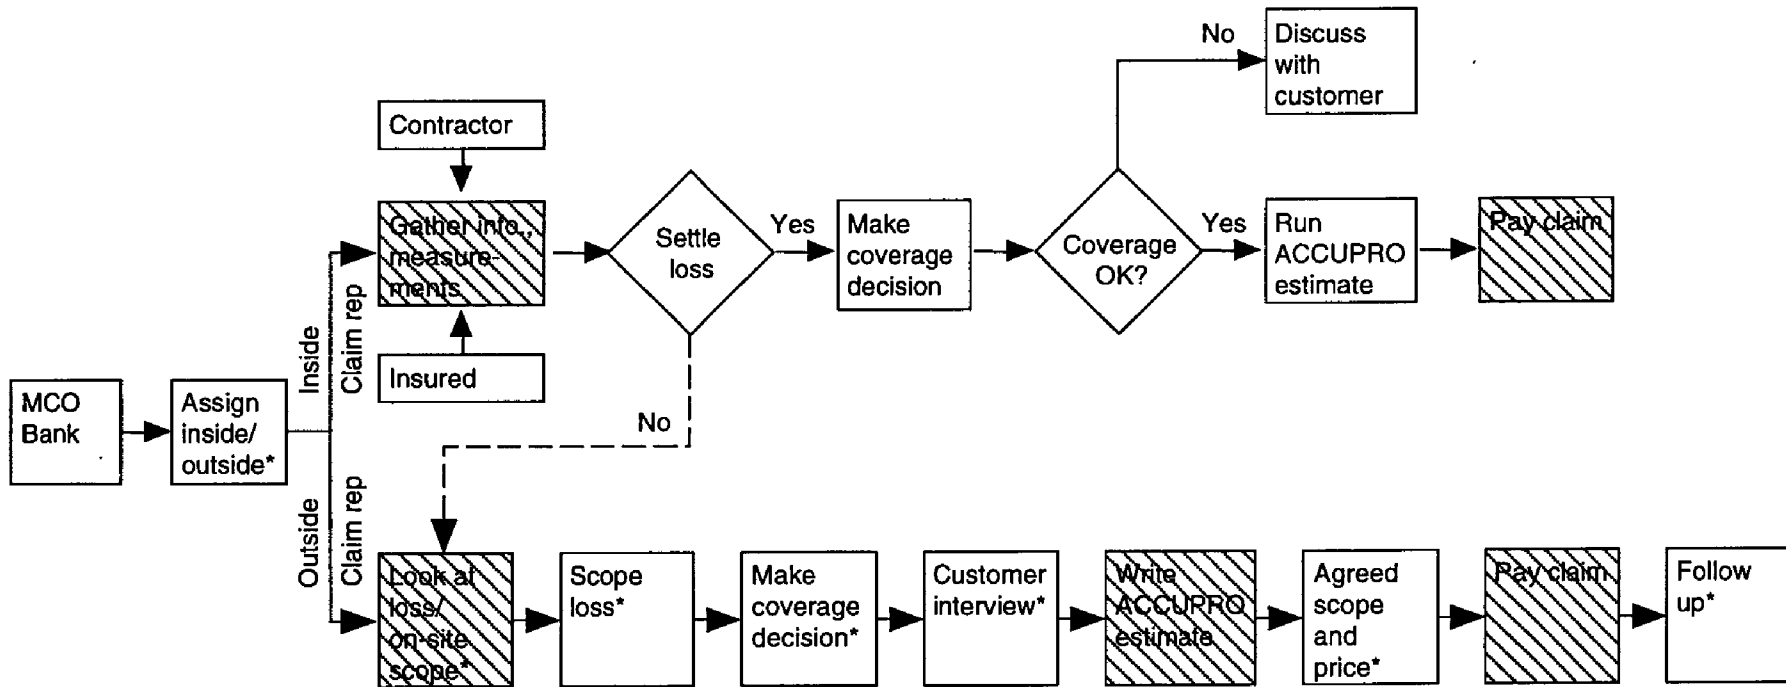 MCO
Bank
Assign
inside/
outside*
Inside
Claim rep
Outside
Claim rep
Contractor
Gather info.,
measure-
ments
Insured
Settle
loss
Yes
No
Make
coverage
decision
Coverage
OK?
No
Discuss
with
customer
Yes
Run
ACCUPRO
estimate
Pay claim
Look at
loss/
on-site
scope*
Scope
loss*
Make
coverage
decision*
Customer
interview*
Write
ACCUPRO
estimate
Agreed
scope
and
price*
Pay claim
Follow
up*